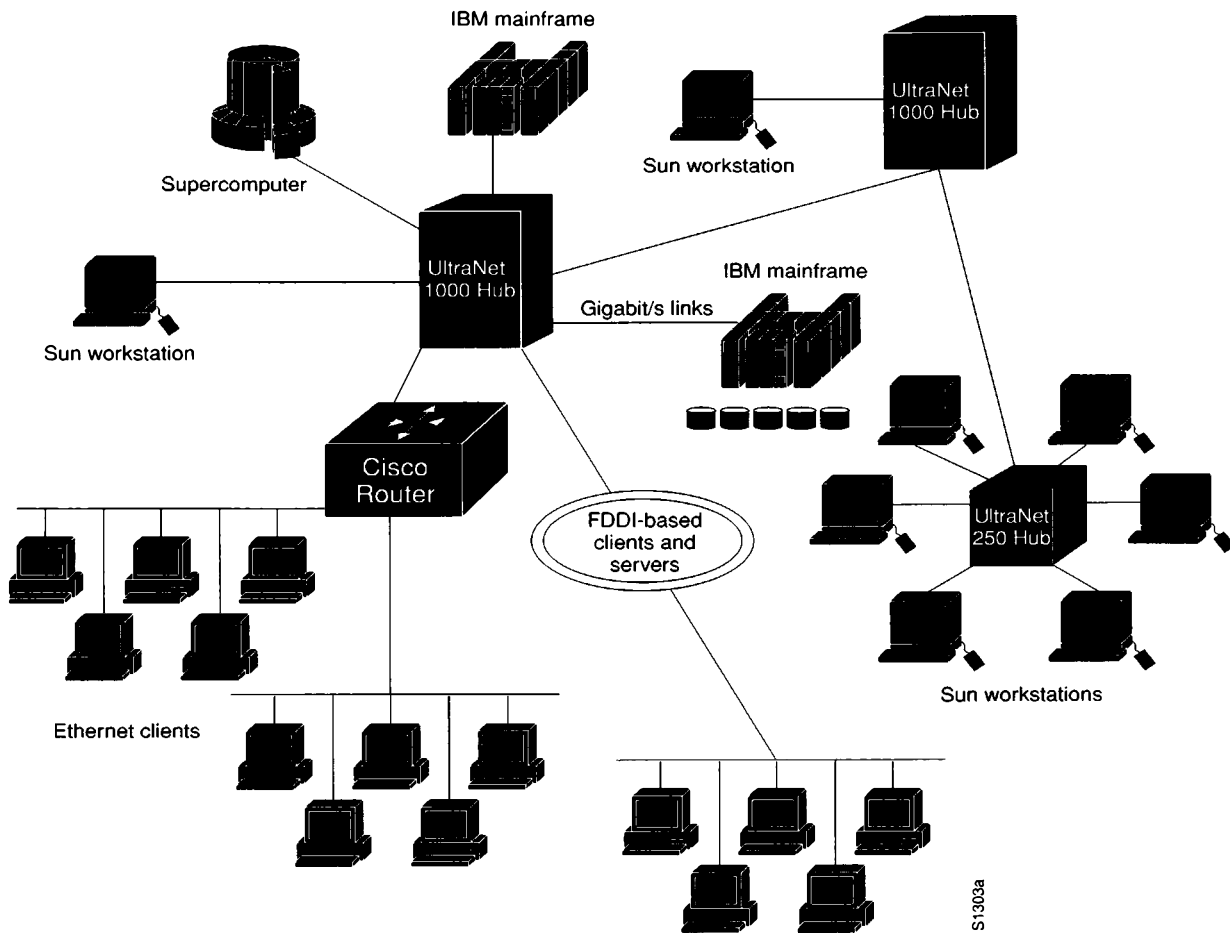 IBM mainframe
UltraNet
1000 Hub
Sun workstation
Supercomputer
UltraNet
1000 Hub
IBM mainframe
Gigabit/s links
Sun workstation
Cisco
Router
FDDI-based
clients and
servers
UltraNet
250 Hub
Sun workstations
Ethernet clients
S1303a